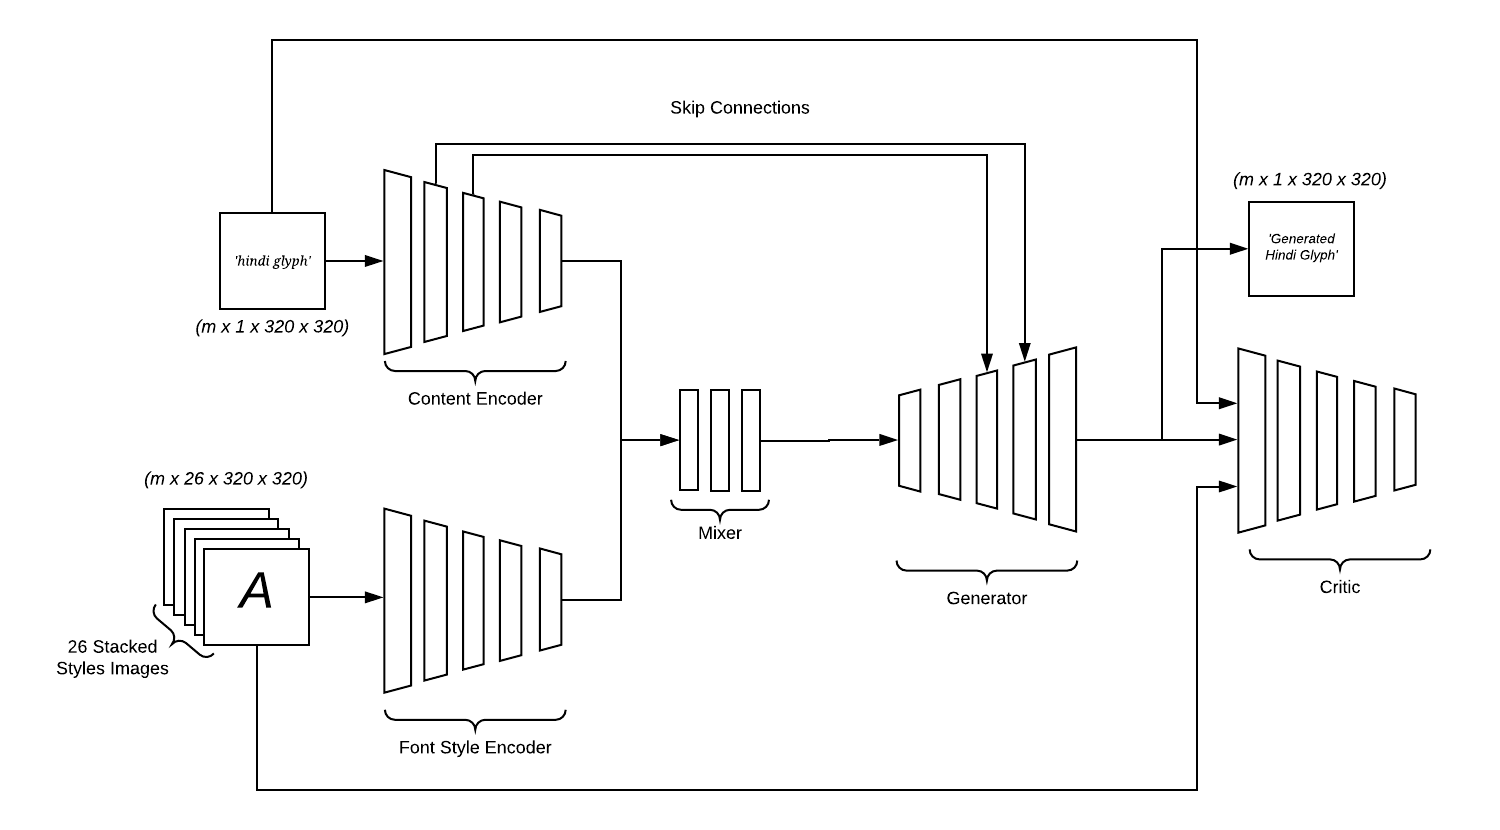 Skip Connections
(m x 1 x 320 x 320)
'Generated
Hindi Glyph'
'hindi glyph'
(m x 1 x 320 x 320)
Content Encoder
(m x 26 x 320 x 320)
A
26 Stacked
Styles Images
Mixer
Generator
Critic
Font Style Encoder